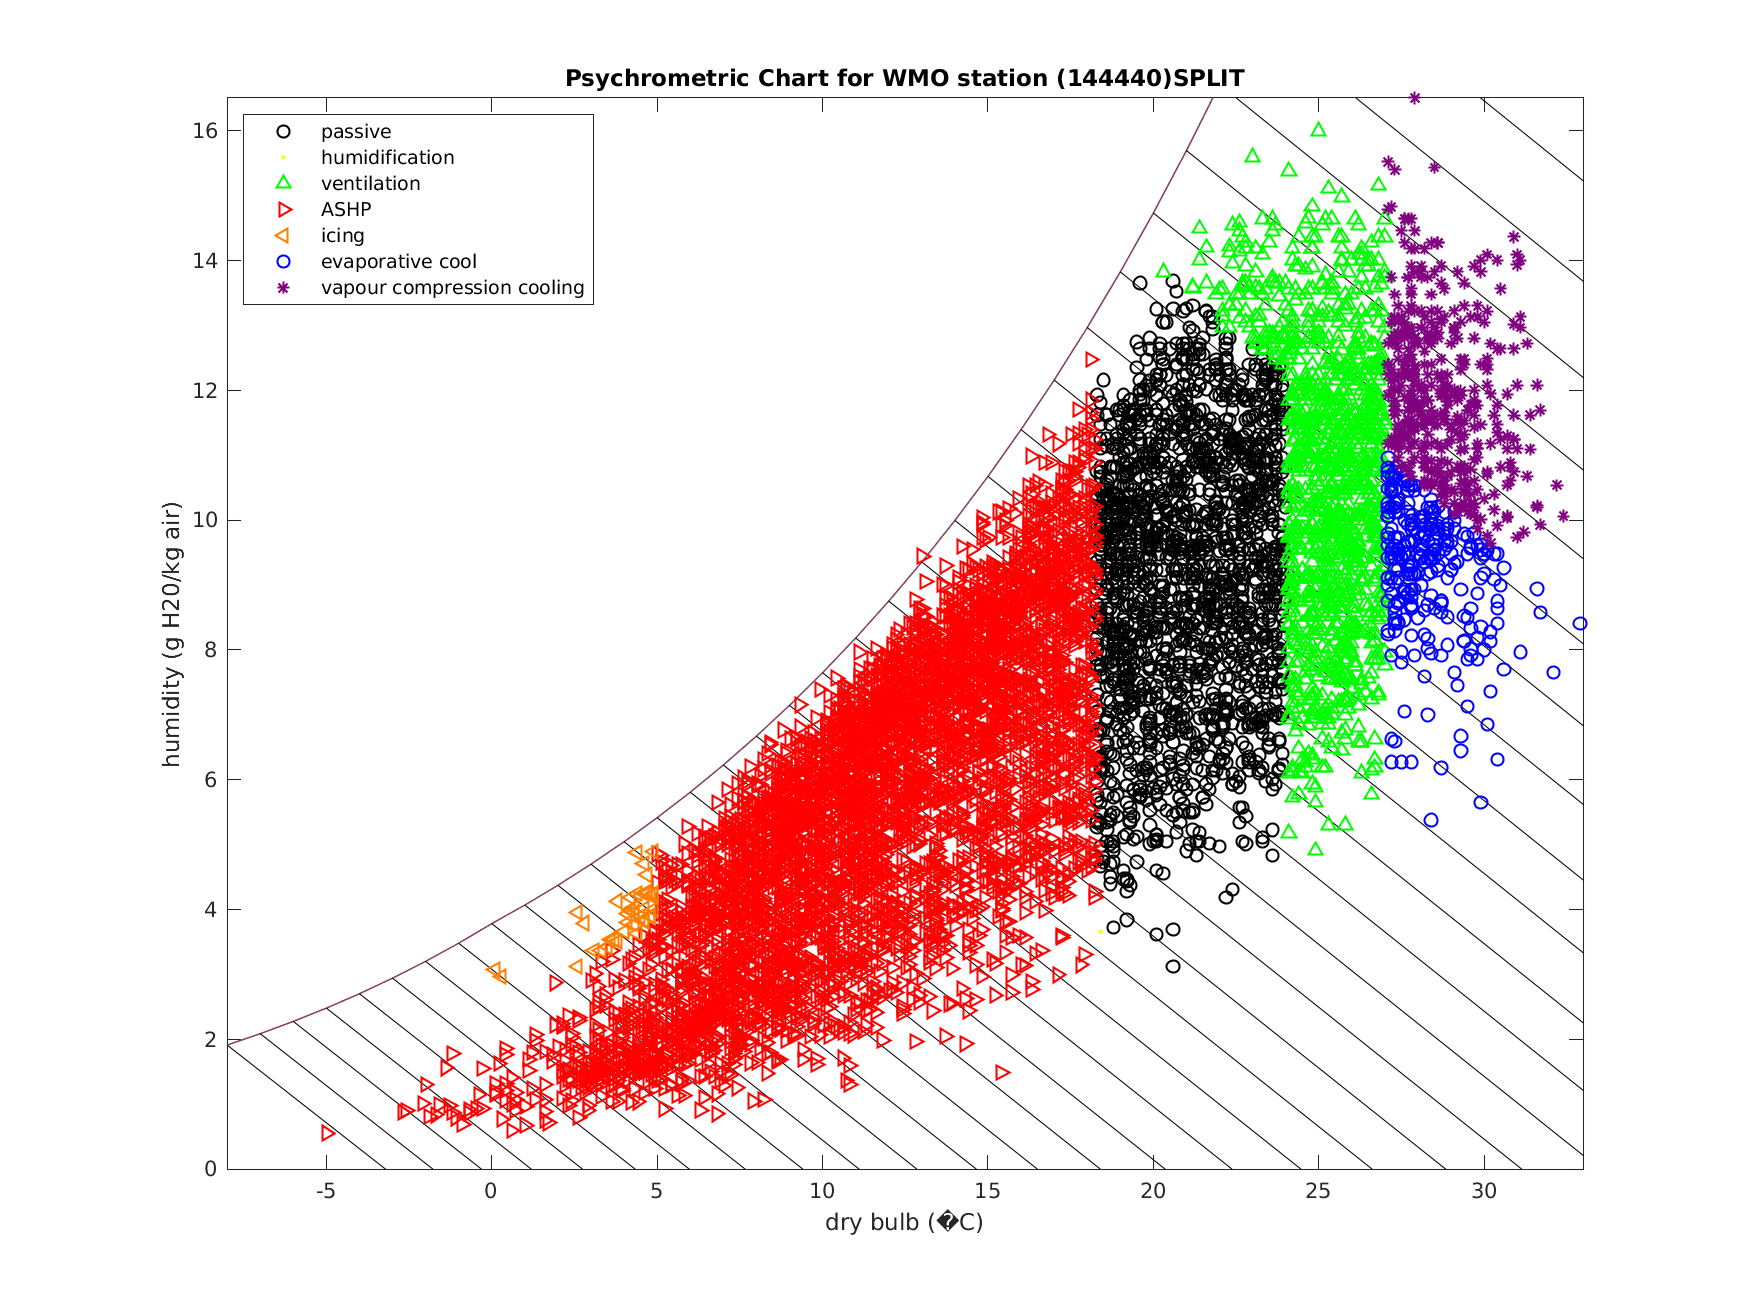 Psychrometric Chart for WMO station (144440)SPLIT
passive
humidification
ventilation
ASHP
icing
evaporative cool
vapour compression cooling
humidity (g H20/kg air)
16
14
12
10
8
6
4
2
0
-5 0 5 10 15 20 25 30
dry bulb (�C)